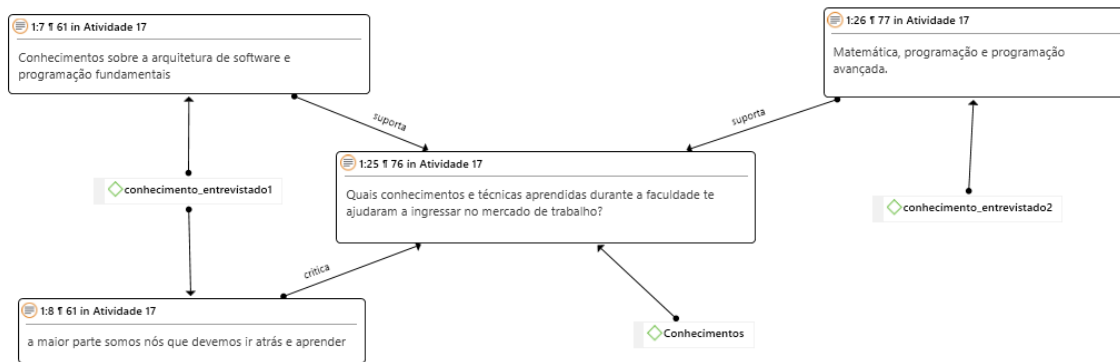 1:7 ¶ 61 in Atividade 17
Conhecimentos sobre a arquitetura de software e
programação fundamentais
1:26 ¶ 77 in Atividade 17
Matemática, programação e programação
avançada.
suporta
suporta
1:25 ¶ 76 in Atividade 17
Quais conhecimentos e técnicas aprendidas durante a faculdade te
ajudaram a ingressar no mercado de trabalho?
conhecimento_entrevistado1
conhecimento_entrevistado2
critica
1:8 ¶ 61 in Atividade 17
a maior parte somos nós que devemos ir atrás e aprender
Conhecimentos